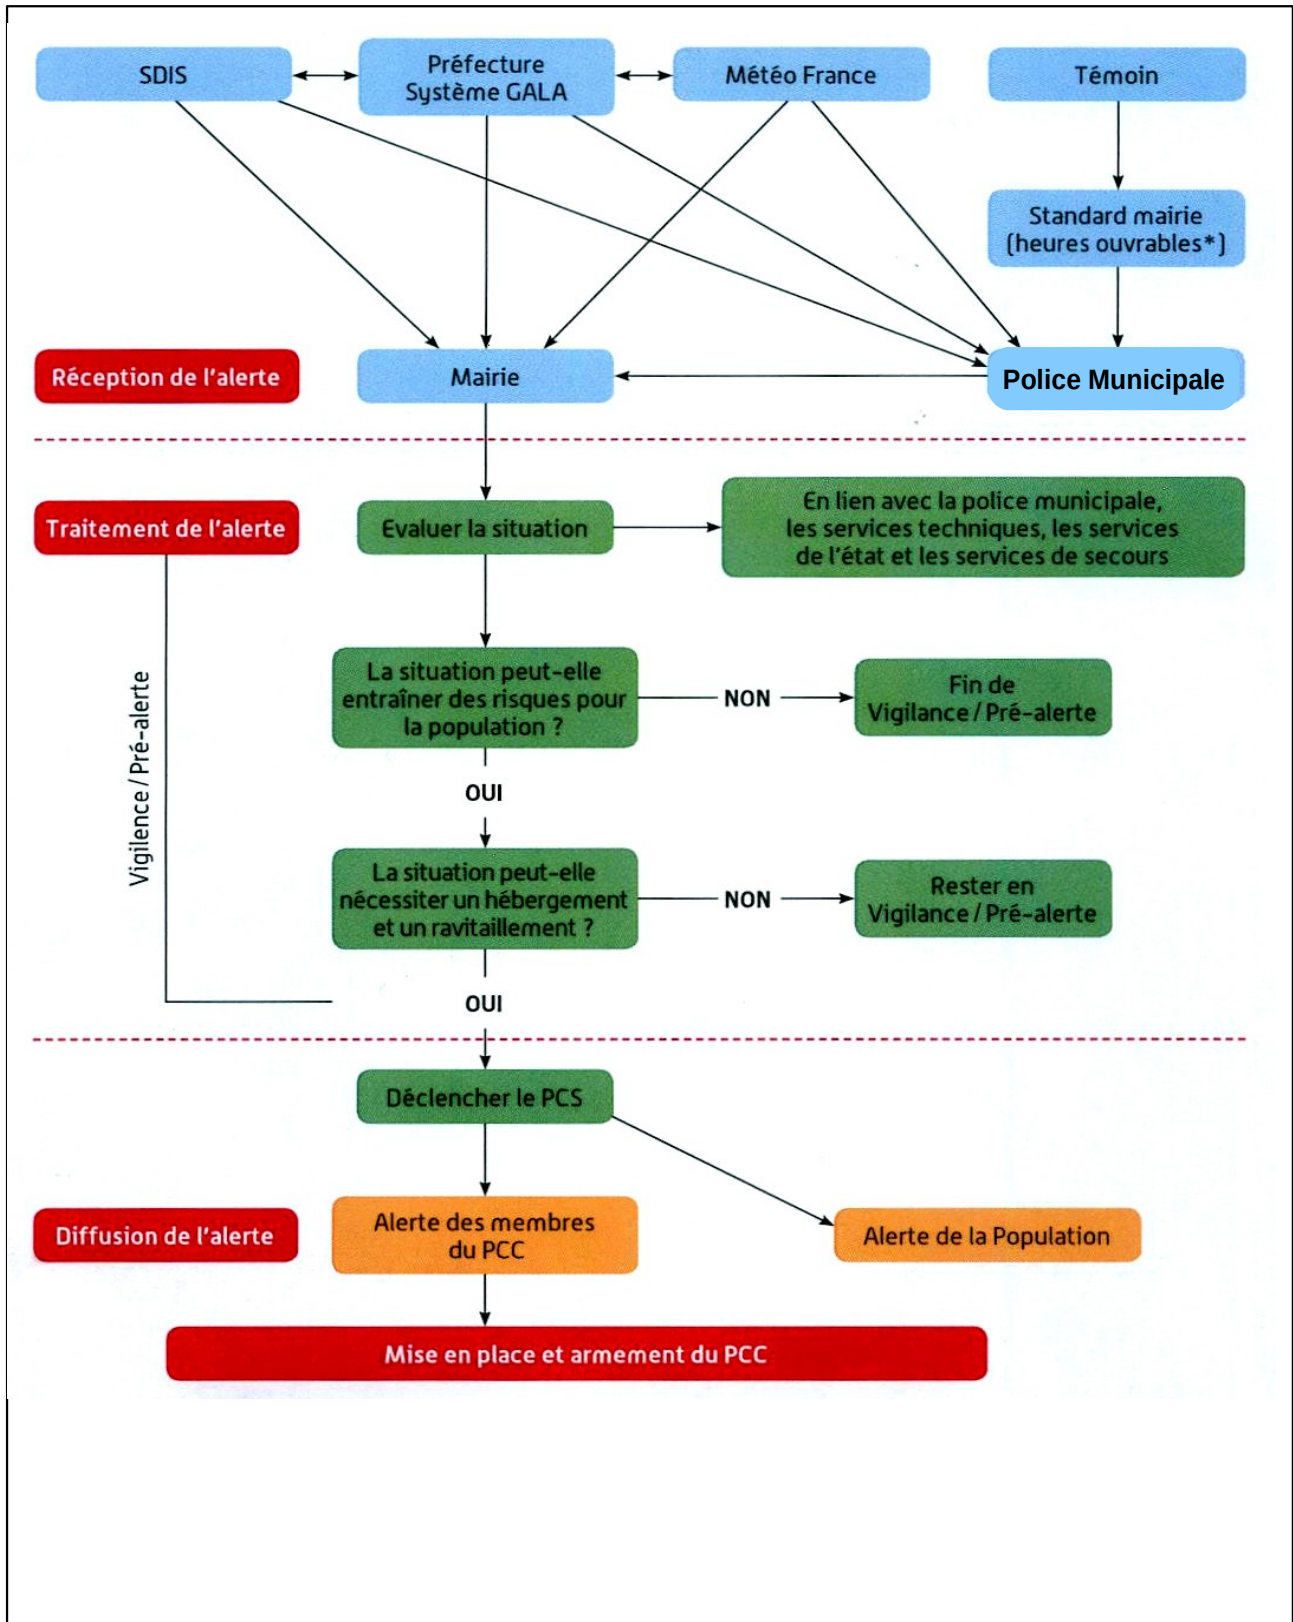 SDIS
Préfecture
Système GALA
Météo France
Témoin
Standard mairie
(heures ouvrables*)
Réception de l'alerte
Mairie
Police Municipale
Traitement de l'alerte
Evaluer la situation
En lien avec la police municipale,
les services techniques, les services
de l'état et les services de secours
Vigilence / Pré-alerte
La situation peut-elle
entraîner des risques pour
la population ?
NON
Fin de
Vigilance / Pré-alerte
OUI
La situation peut-elle
nécessiter un hébergement
et un ravitaillement ?
NON
Rester en
Vigilance / Pré-alerte
OUI
Déclencher le PCS
Diffusion de l'alerte
Alerte des membres
du PCC
Alerte de la Population
Mise en place et armement du PCC